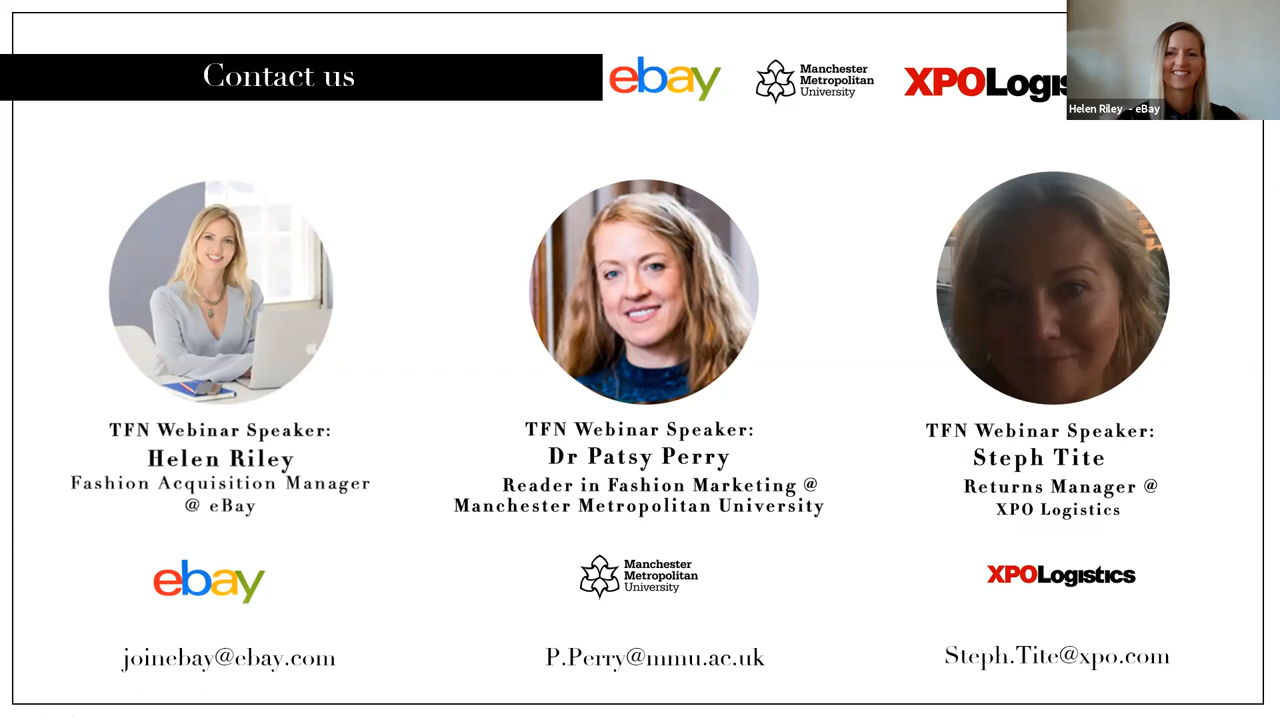 Contact us
ebay
Manchester
Metropolitan
University
XPOLogis
Helen Riley - eBay
TFN Webinar Speaker:
Helen Riley
Fashion Acquisition Manager
@ eBay
ebay
joinebay@ebay.com
TFN Webinar Speaker:
Dr Patsy Perry
Reader in Fashion Marketing @
Manchester Metropolitan University
Manchester
Metropolitan
University
P.Perry@mmu.ac.uk
TFN Webinar Speaker:
Steph Tite
Returns Manager @
XPO Logistics
XPOLogistics
Steph.Tite@xpo.com